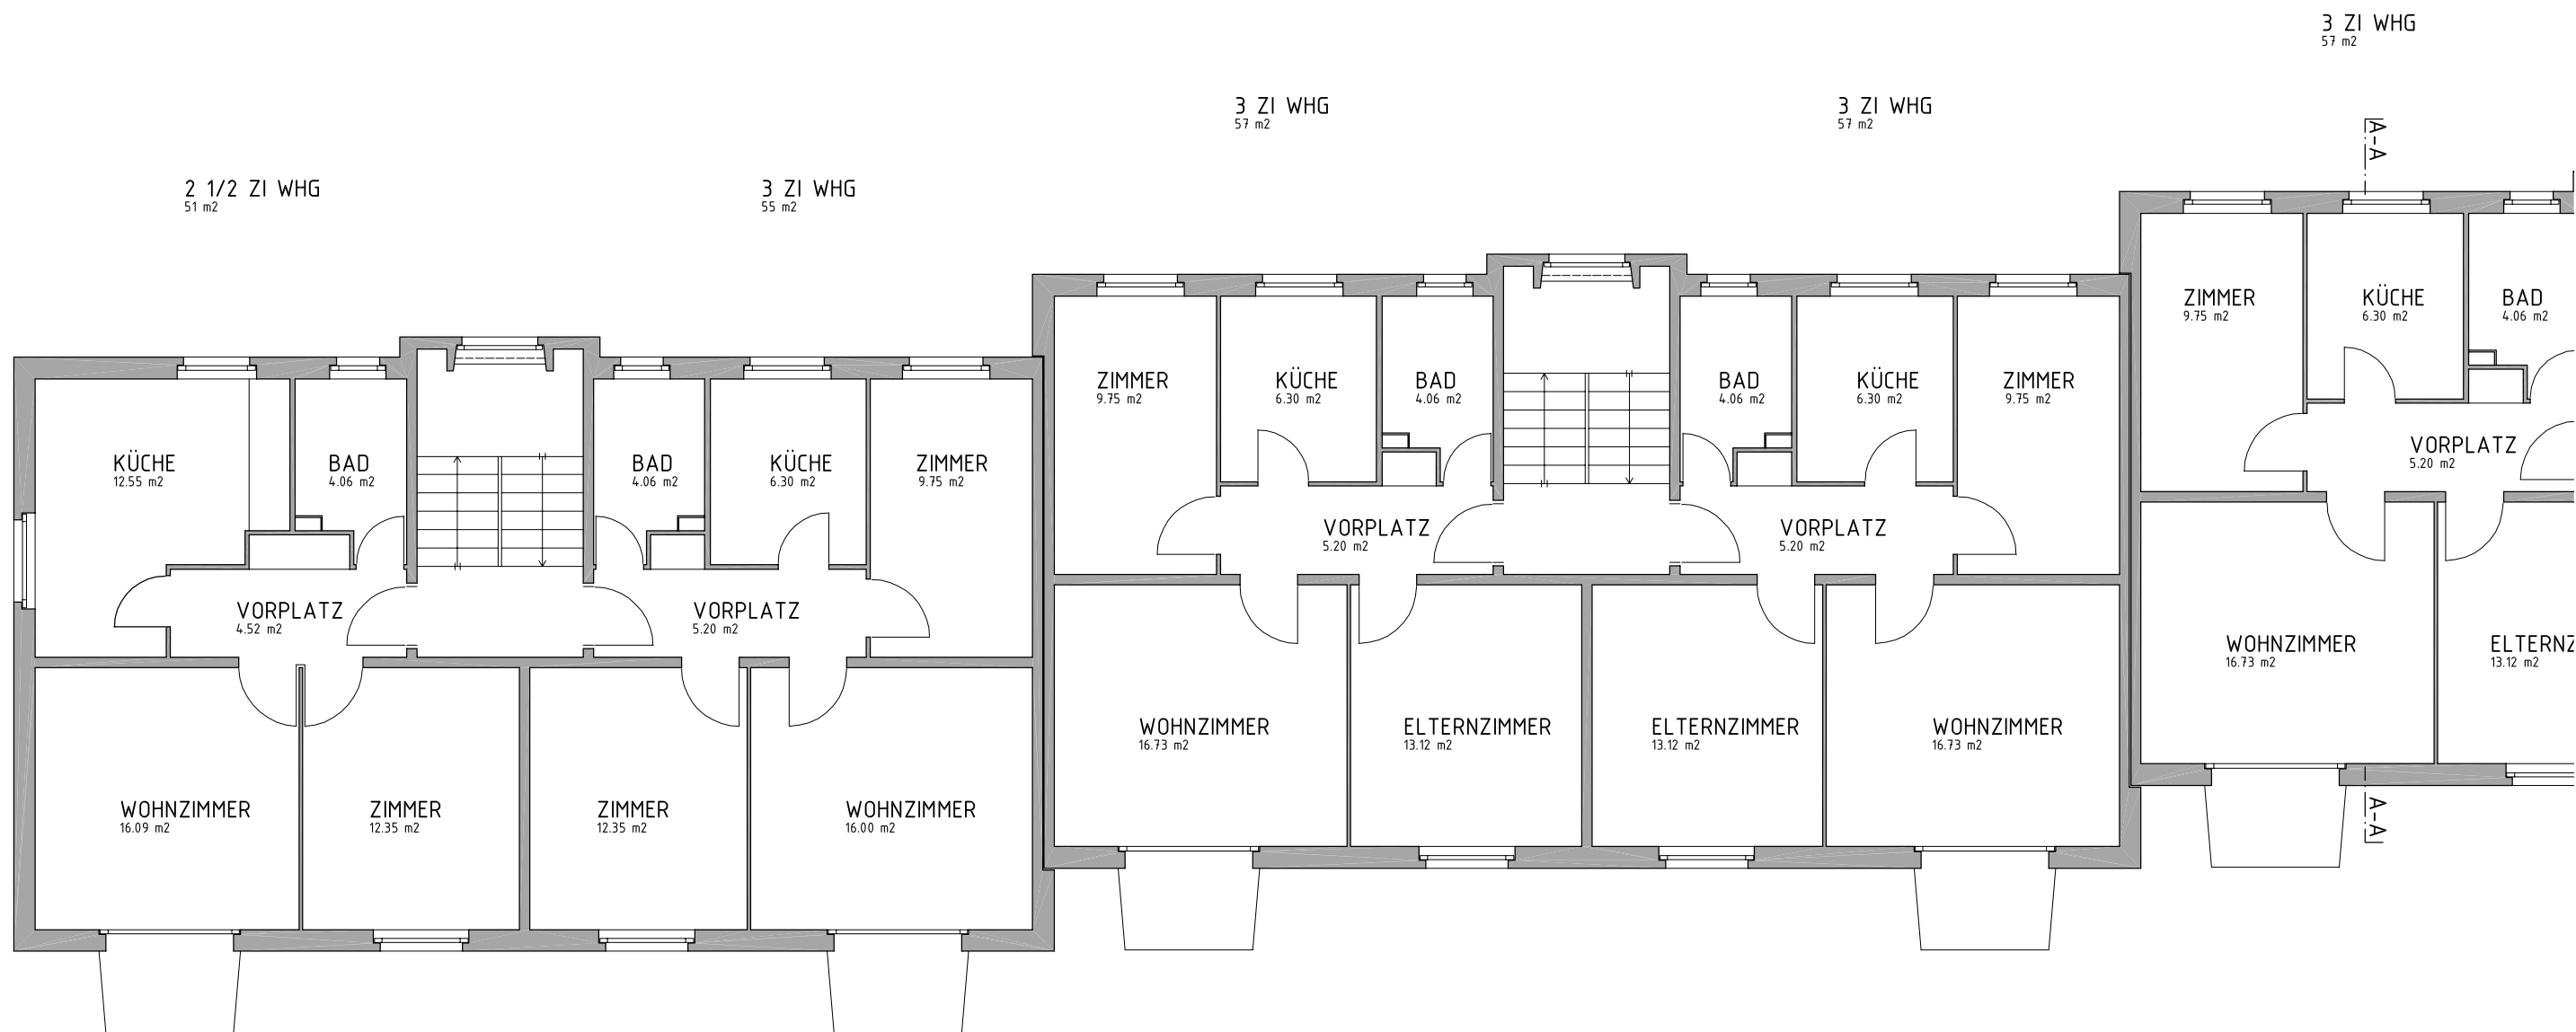 3 ZI WHG
57 m2
3 ZI WHG
57 m2
3 ZI WHG
57 m2
A-A
2 1/2 ZI WHG
51 m2
3 ZI WHG
55 m2
ZIMMER
9.75 m2
KÜCHE
6.30 m2
BAD
4.06 m2
ZIMMER
9.75 m2
KÜCHE
6.30 m2
BAD
4.06 m2
BAD
4.06 m2
KÜCHE
6.30 m2
ZIMMER
9.75 m2
VORPLATZ
5.20 m2
KÜCHE
12.55 m2
BAD
4.06 m2
BAD
4.06 m2
KÜCHE
6.30 m2
ZIMMER
9.75 m2
VORPLATZ
5.20 m2
VORPLATZ
5.20 m2
VORPLATZ
4.52 m2
VORPLATZ
5.20 m2
WOHNZIMMER
16.73 m2
ELTERNZ
13.12 m2
WOHNZIMMER
16.73 m2
ELTERNZIMMER
13.12 m2
ELTERNZIMMER
13.12 m2
WOHNZIMMER
16.73 m2
WOHNZIMMER
16.09 m2
ZIMMER
12.35 m2
ZIMMER
12.35 m2
WOHNZIMMER
16.00 m2
A-A